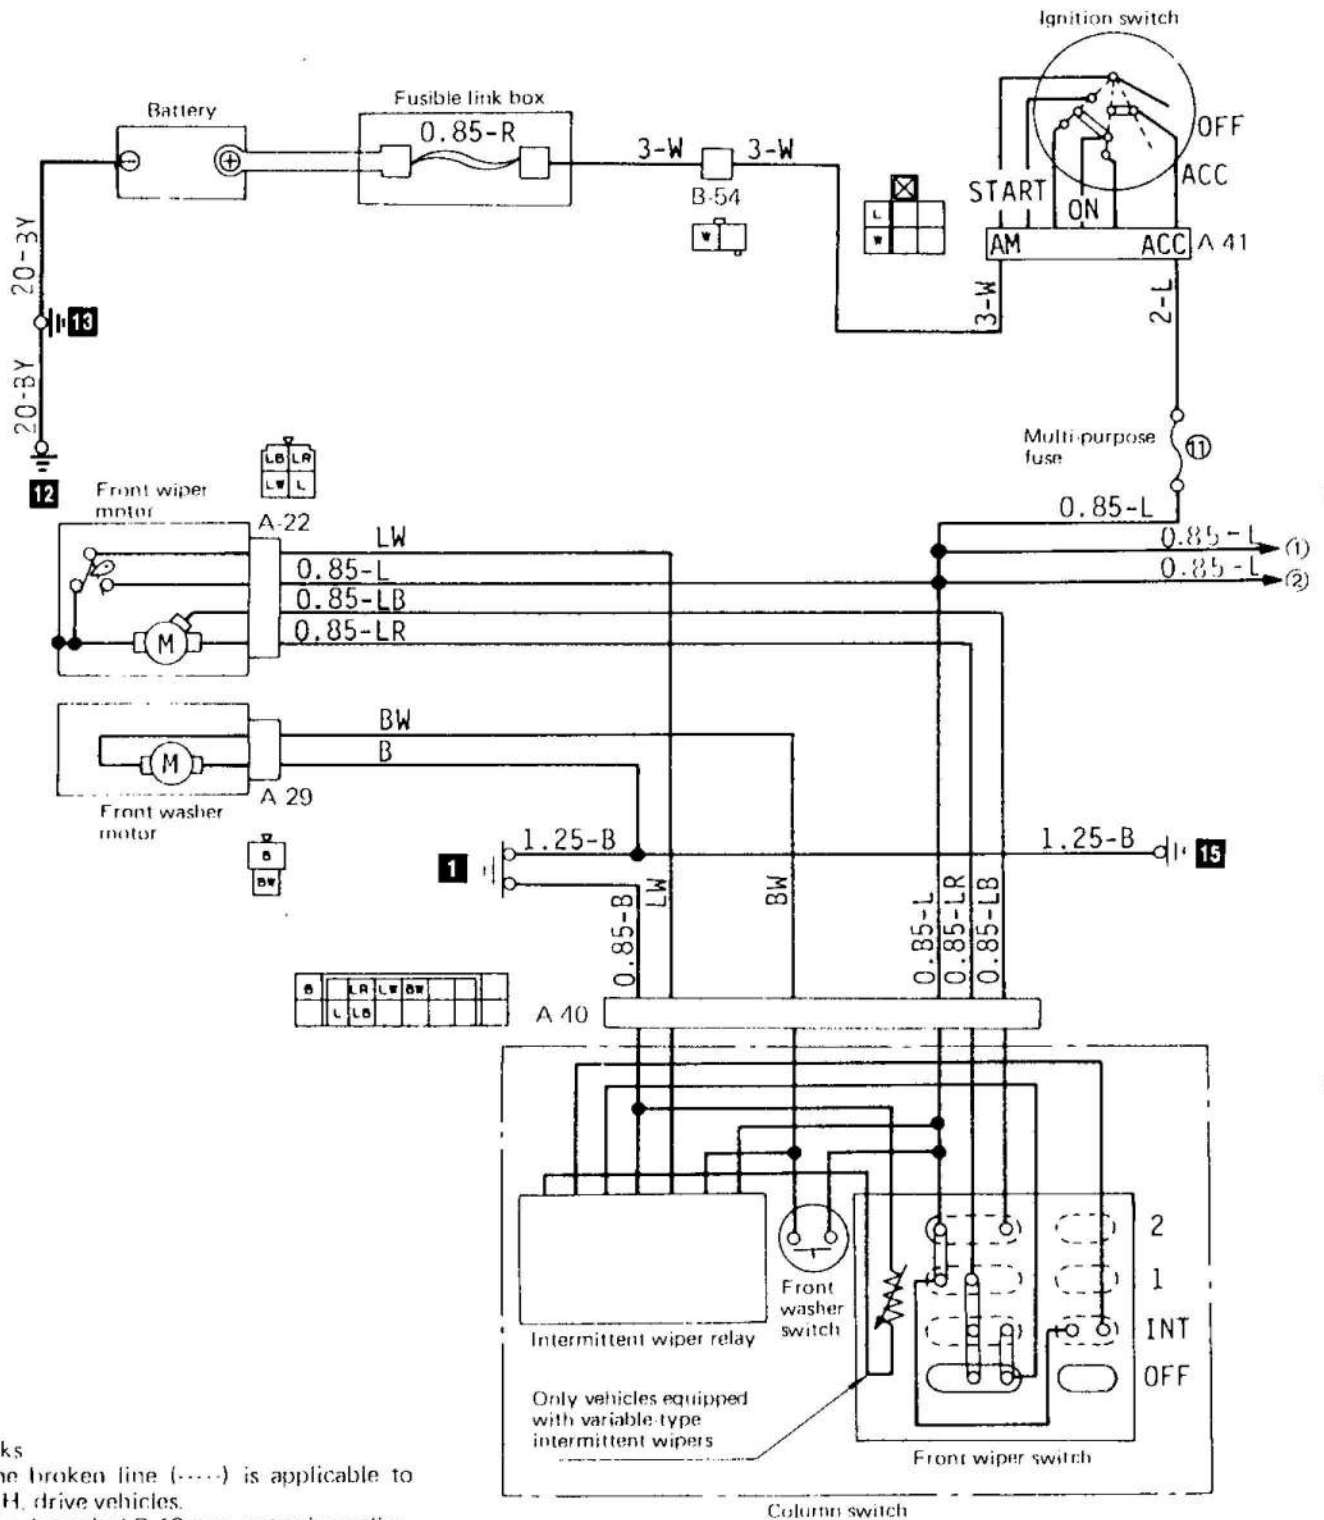 Ignition switch
Battery
Fusible link box
0.85-R
3-W
3-W
B-54
W
L
W
OFF
ACC
START
ON
AM
ACC
A 41
20-BY
13
20-BY
12
3-W
2-L
Multi-purpose
fuse
11
0.85-L
0.85-L
1
0.85-L
2
LB LR
LW L
Front wiper
motor
A-22
LW
0.85-L
0.85-LB
0.85-LR
M
BW
B
M
A 29
Front washer
motor
B
BW
1
1.25-B
1.25-B
15
0.85-B
LW
BW
0.85-L
0.85-LR
0.85-LB
B LR LW BW
L LB
A 40
2
1
INT
OFF
Front
washer
switch
Intermittent wiper relay
Only vehicles equipped
with variable-type
intermittent wipers
Front wiper switch
Column switch
ks
ne broken line (-----) is applicable to
H. drive vehicles.